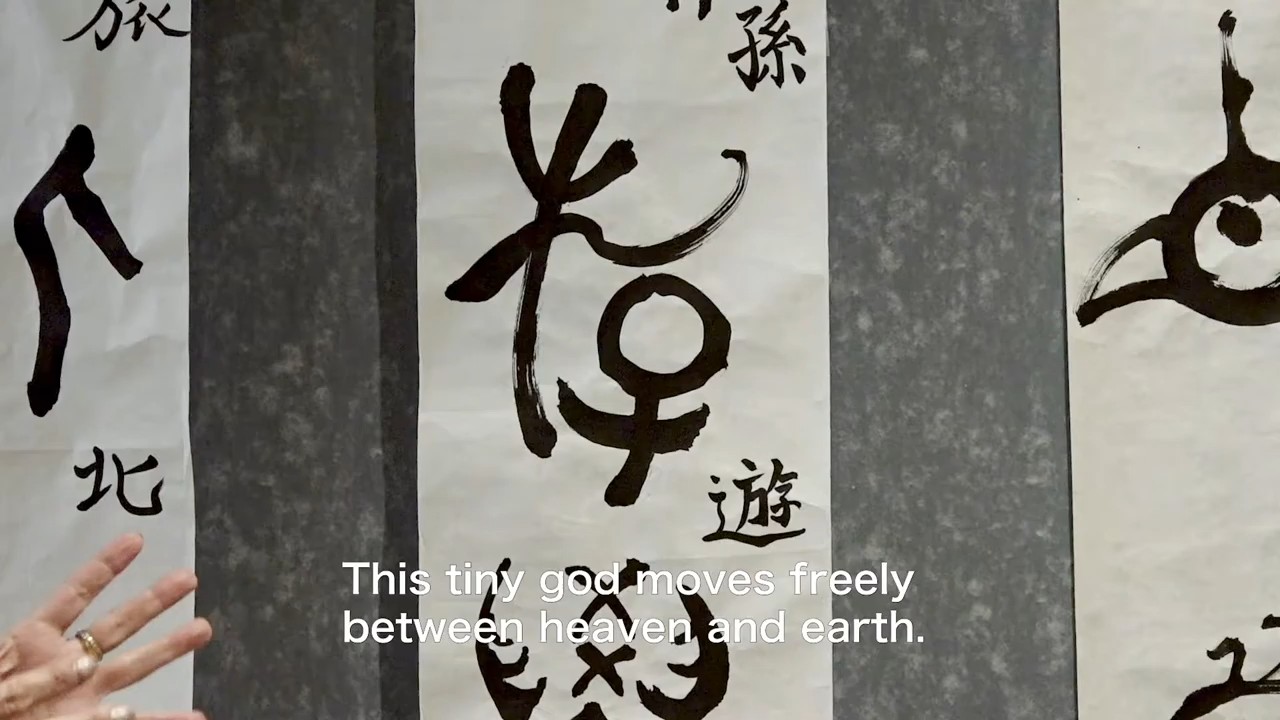 旅
北
孫
遊
This tiny god moves freely
between heaven and earth.